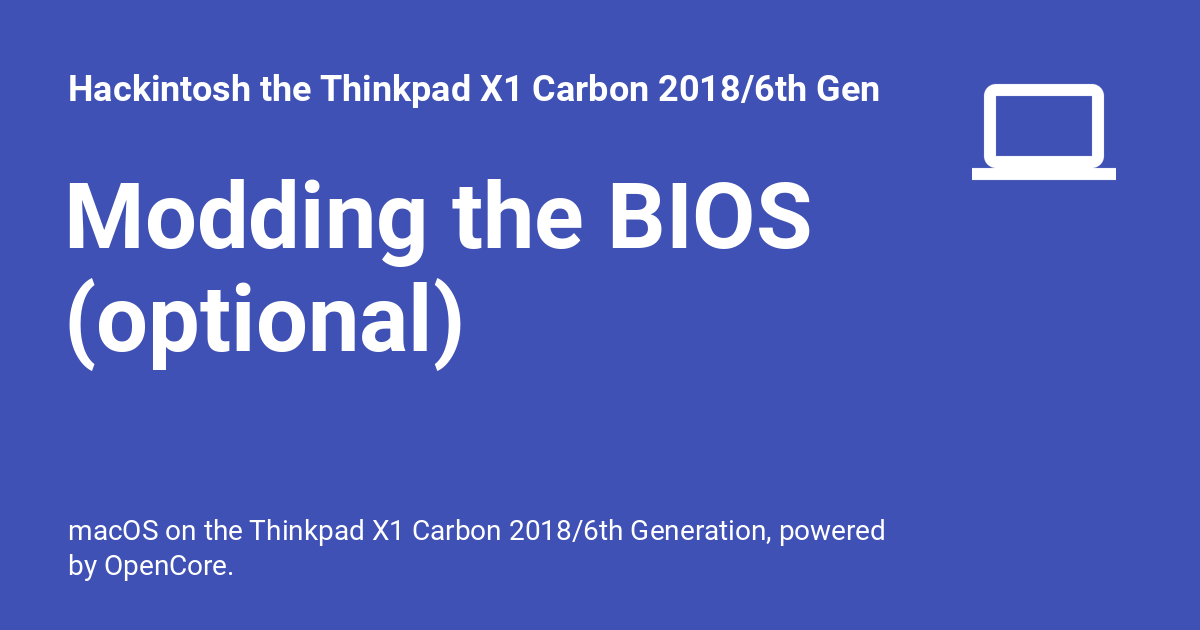 Hackintosh the Thinkpad X1 Carbon 2018/6th Gen
Modding the BIOS
(optional)
macOS on the Thinkpad X1 Carbon 2018/6th Generation, powered
by OpenCore.